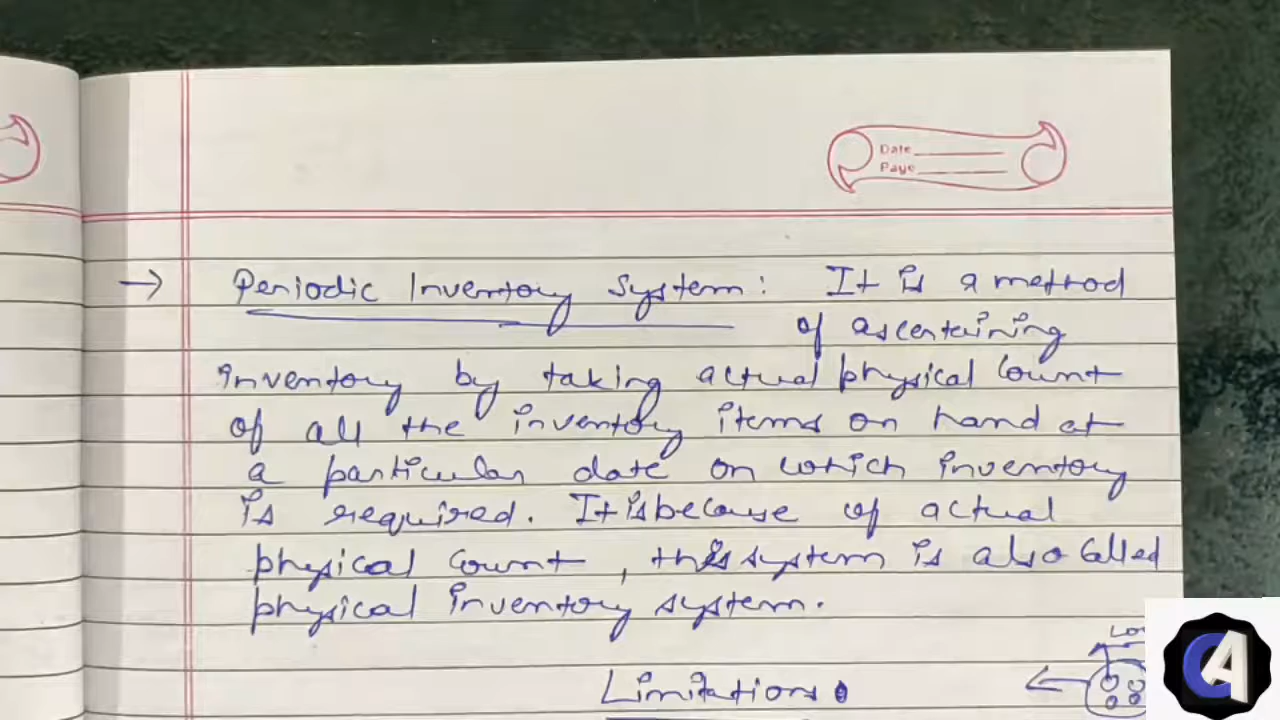 Date
Page
→ Periodic Inventory System: It is a method
of ascertaining
inventory by taking actual physical Count
of all the inventory items on hand at
a particular date on which inventory
is required. It is because of actual
physical Count, this system is also Called
physical inventory system.
Limitations
CA